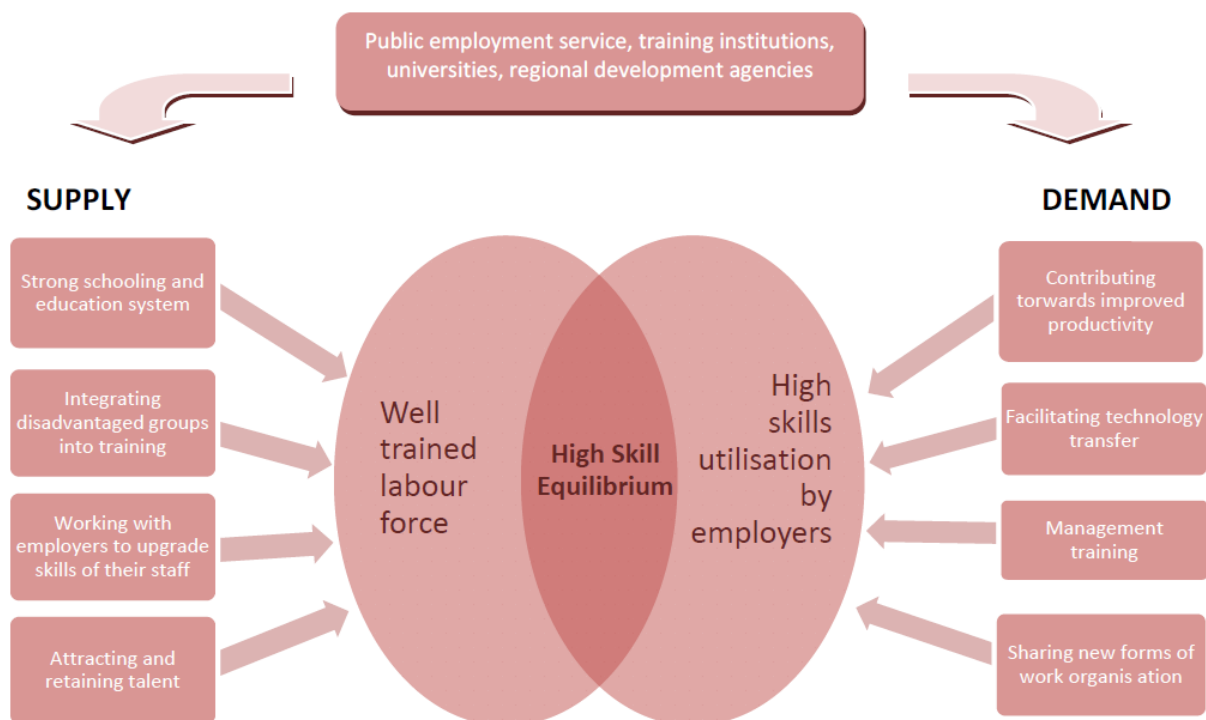 Public employment service, training institutions,
universities, regional development agencies
SUPPLY
DEMAND
Strong schooling and
education system
Integrating
disadvantaged groups
into training
Working with
employers to upgrade
skills of their staff
Attracting and
retaining talent
Well
trained
labour
force
High Skill
Equilibrium
High
skills
utilisation
by
employers
Contributing
torwards improved
productivity
Facilitating technology
transfer
Management
training
Sharing new forms of
work organis ation